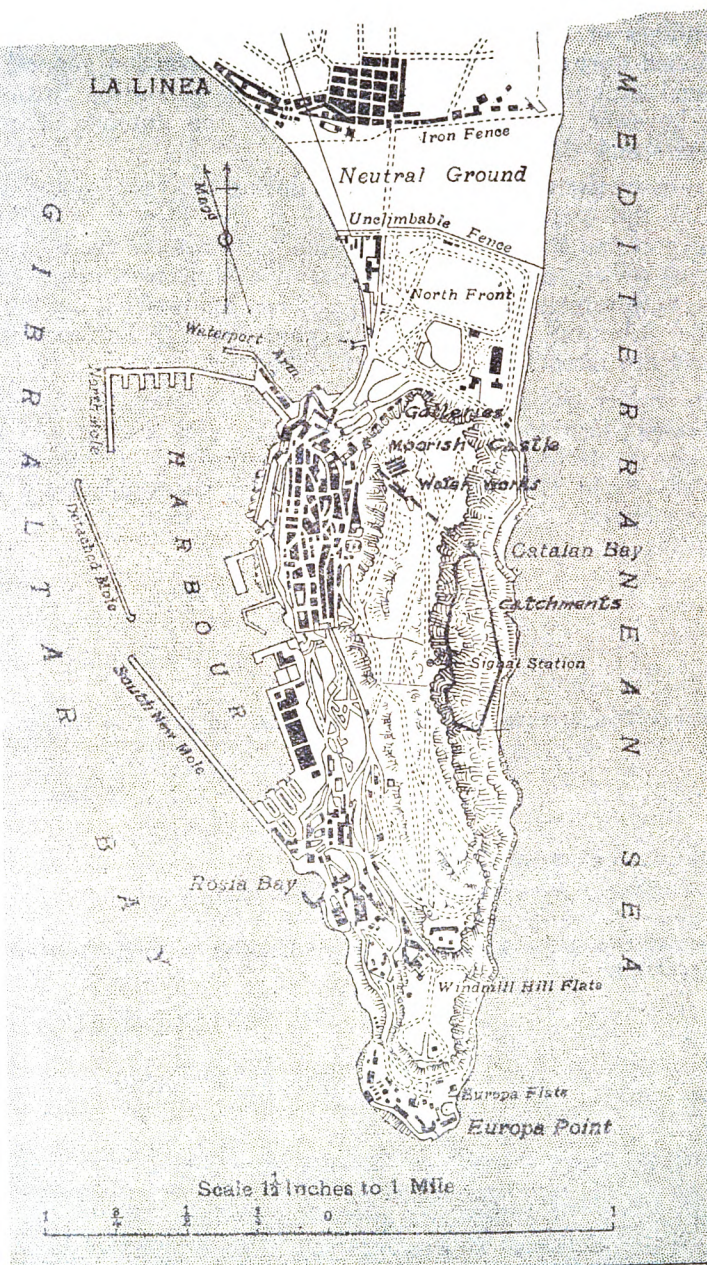 LA LINEA
Iron Fence
MEDITERRANEAN SEA
Neutral Ground
Magc
GIBRALTAR BAY
Unclimbable Fence
North Front
Waterport Arm
North Mole
HARBOUR
Galleries
Moorish Castle
Water Works
Detached Mole
Catalan Bay
Catchments
Signal Station
South New Mole
Rosia Bay
Windmill Hill Flats
Europa Flats
Europa Point
Scale 1½ Inches to 1 Mile
1 ¾ ½ ¼ 0 1